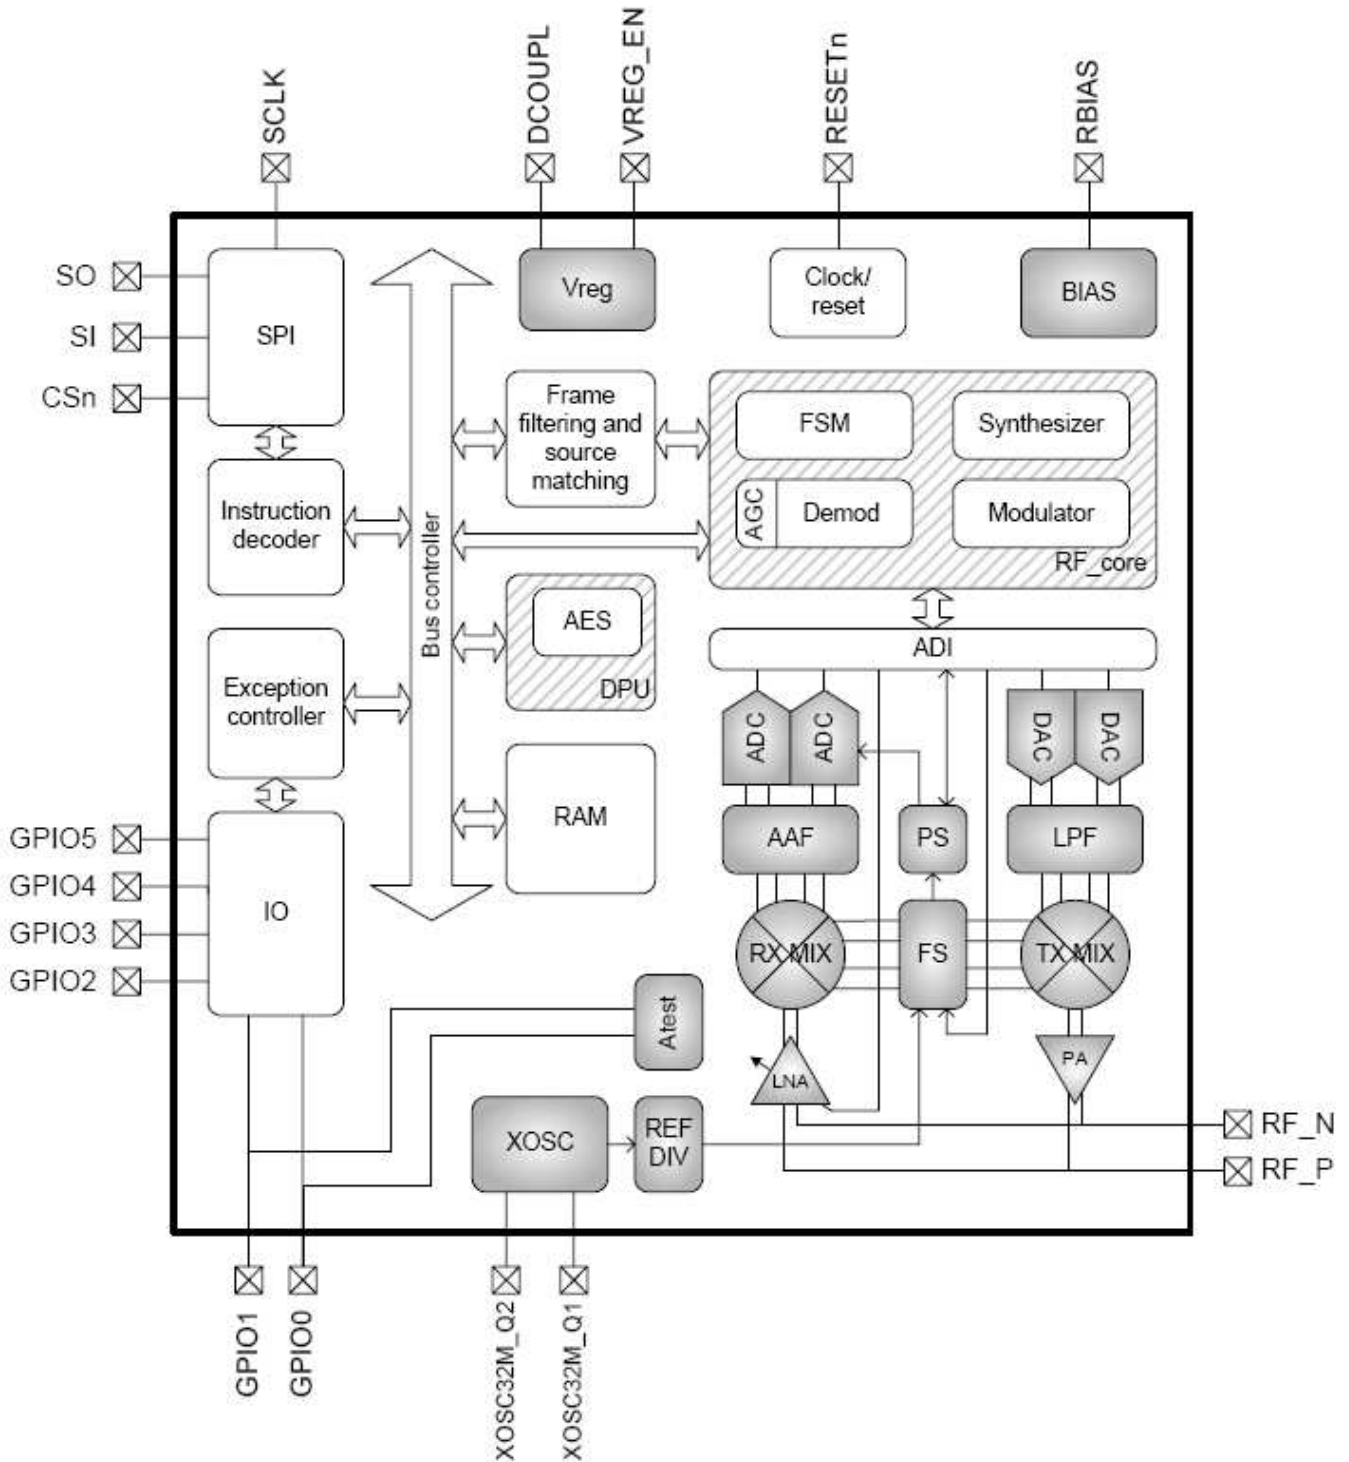 SCLK
DCOUPL
VREG_EN
RESETn
RBIAS
SO
SI
CSn
SPI
Vreg
Clock/
reset
BIAS
Frame
filtering and
source
matching
FSM
Synthesizer
AGC
Demod
Modulator
RF_core
Instruction
decoder
Bus controller
AES
DPU
ADI
Exception
controller
ADC
ADC
DAC
DAC
RAM
AAF
PS
LPF
GPIO5
GPIO4
GPIO3
GPIO2
IO
RX MIX
FS
TX MIX
Atest
LNA
PA
XOSC
REF
DIV
RF_N
RF_P
GPIO1
GPIO0
XOSC32M_Q2
XOSC32M_Q1